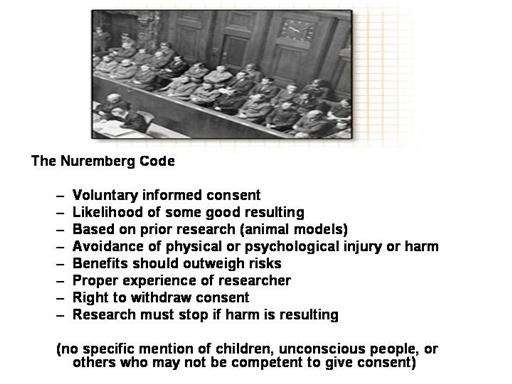 The Nuremberg Code
– Voluntary informed consent
– Likelihood of some good resulting
– Based on prior research (animal models)
– Avoidance of physical or psychological injury or harm
– Benefits should outweigh risks
– Proper experience of researcher
– Right to withdraw consent
– Research must stop if harm is resulting
(no specific mention of children, unconscious people, or
others who may not be competent to give consent)